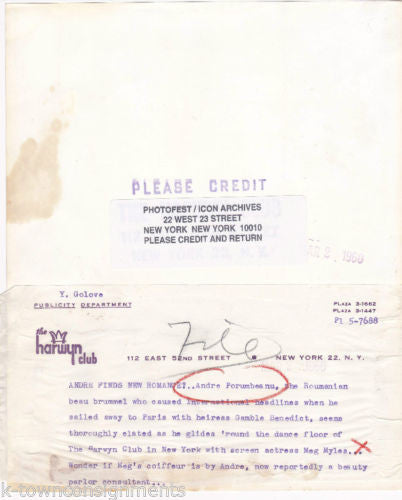 PLEASE CREDIT
PHOTOFEST / ICON ARCHIVES
22 WEST 23 STREET
NEW YORK NEW YORK 10010
PLEASE CREDIT AND RETURN
2 1960
Y. Golove
PUBLICITY DEPARTMENT
PLAZA 3-1662
PLAZA 3-1447
Pl 5-7688
the
harwyn
club
File
112 EAST 52ND STREET • NEW YORK 22, N. Y.
ANDRE FINDS NEW ROMANCE!..Andre Porumbeanu, the Roumanian
beau brummel who caused international headlines when he
sailed away to Paris with heiress Gamble Benedict, seems
thoroughly elated as he glides 'round the dance floor of
The Harwyn Club in New York with screen actress Meg Myles...
Wonder if Meg's coiffeur is by Andre, now reportedly a beauty
parlor consultant...
k-townconsignments
k-townconsignments